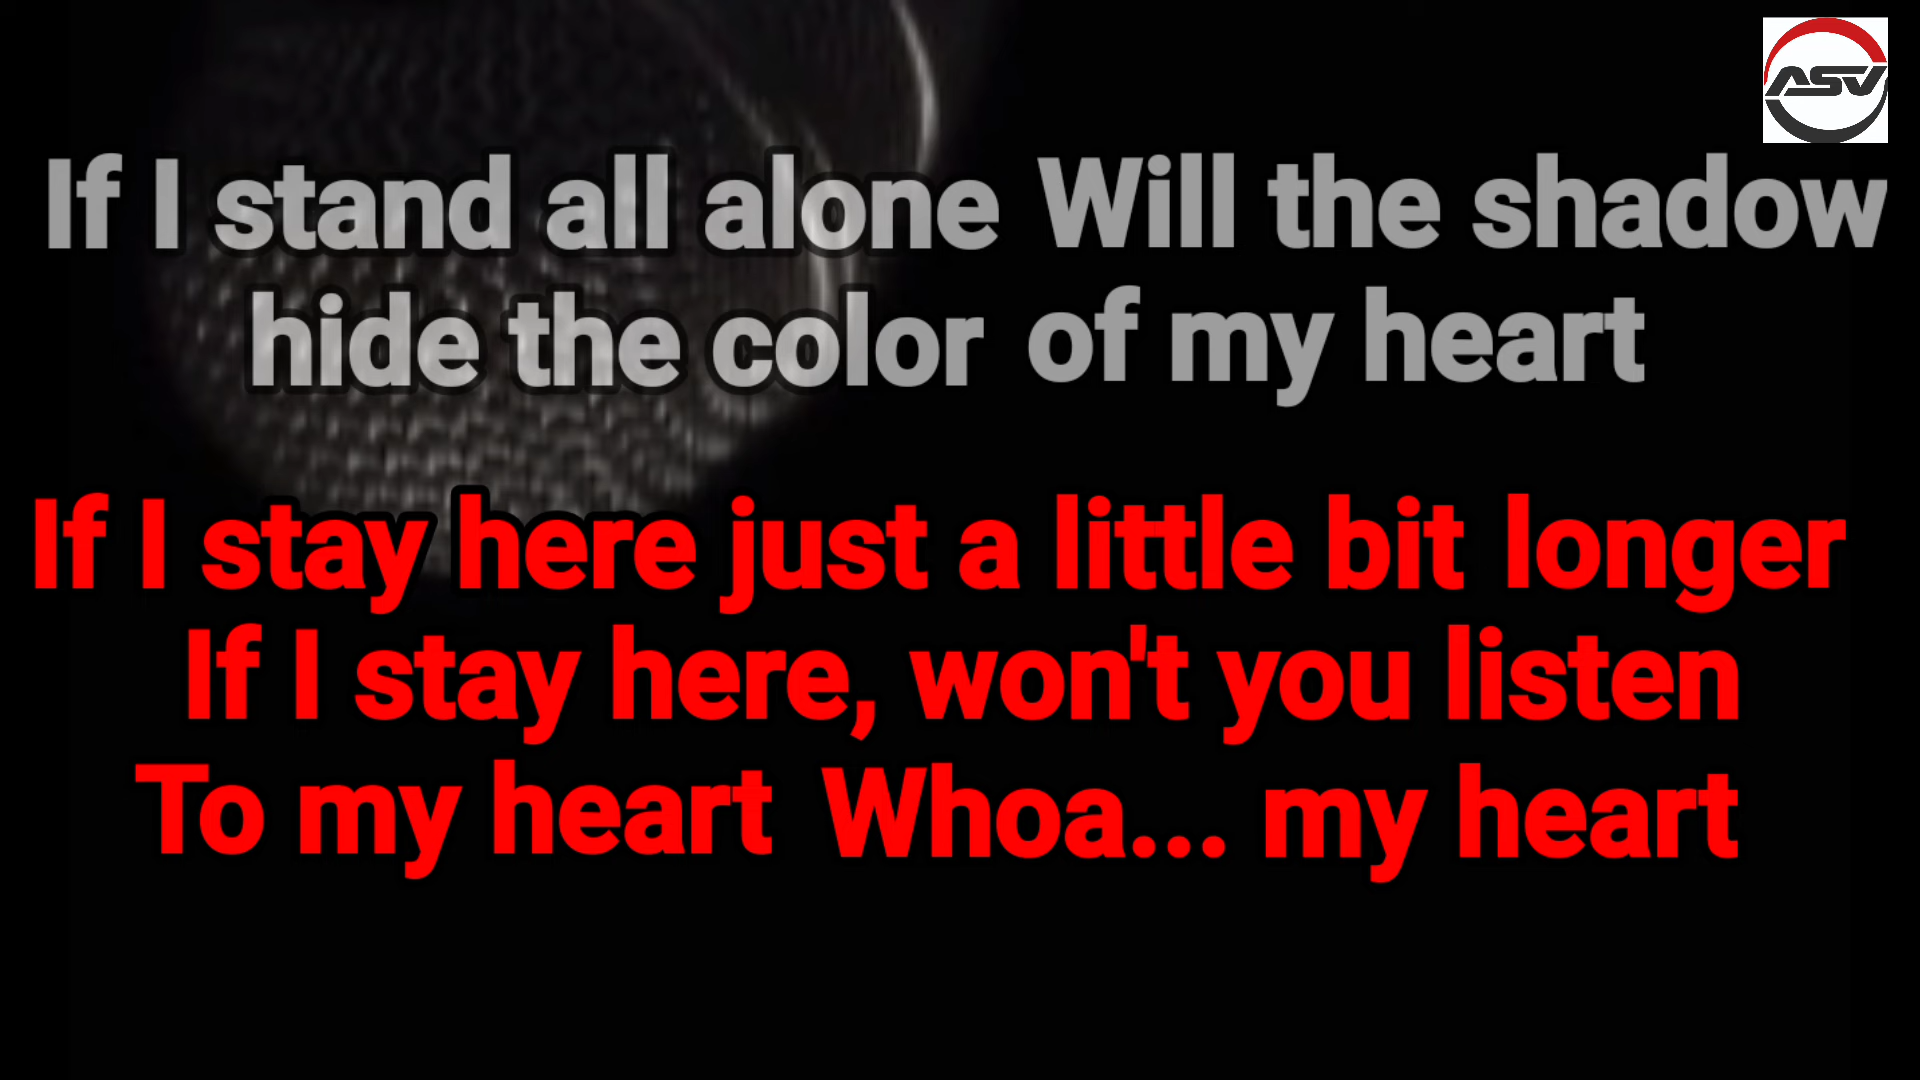 ASV
If I stand all alone Will the shadow
hide the color of my heart
If I stay here just a little bit longer
If I stay here, won't you listen
To my heart Whoa... my heart